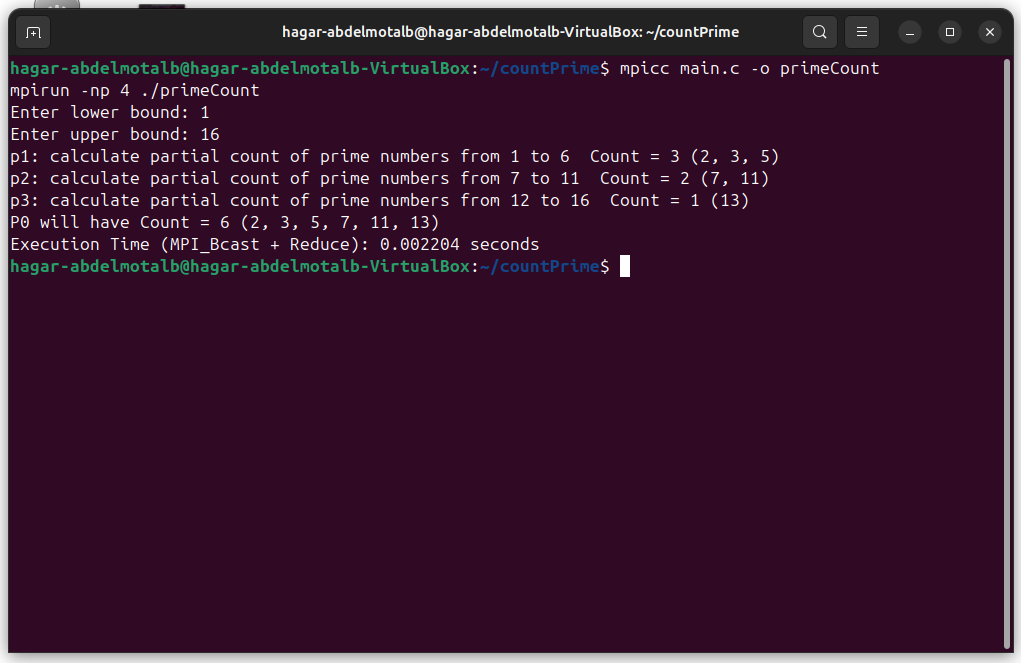 hagar-abdelmotalb@hagar-abdelmotalb-VirtualBox: ~/countPrime
hagar-abdelmotalb@hagar-abdelmotalb-VirtualBox:~/countPrime$ mpicc main.c -o primeCount
mpirun -np 4 ./primeCount
Enter lower bound: 1
Enter upper bound: 16
p1: calculate partial count of prime numbers from 1 to 6  Count = 3 (2, 3, 5)
p2: calculate partial count of prime numbers from 7 to 11  Count = 2 (7, 11)
p3: calculate partial count of prime numbers from 12 to 16  Count = 1 (13)
P0 will have Count = 6 (2, 3, 5, 7, 11, 13)
Execution Time (MPI_Bcast + Reduce): 0.002204 seconds
hagar-abdelmotalb@hagar-abdelmotalb-VirtualBox:~/countPrime$